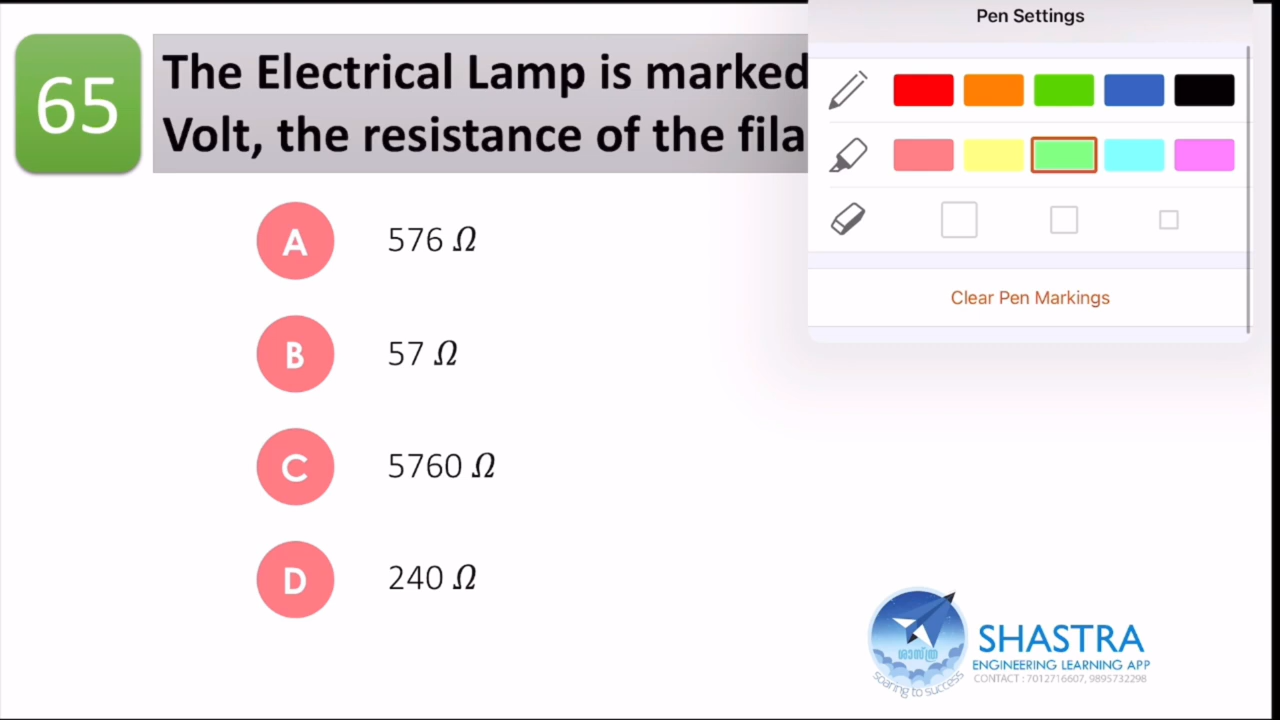 Pen Settings
65
The Electrical Lamp is marked
Volt, the resistance of the fila
A 576 Ω
B 57 Ω
Clear Pen Markings
C 5760 Ω
D 240 Ω
ശാസ്ത്ര
soaring to success
SHASTRA
ENGINEERING LEARNING APP
CONTACT : 7012716607, 9895732298